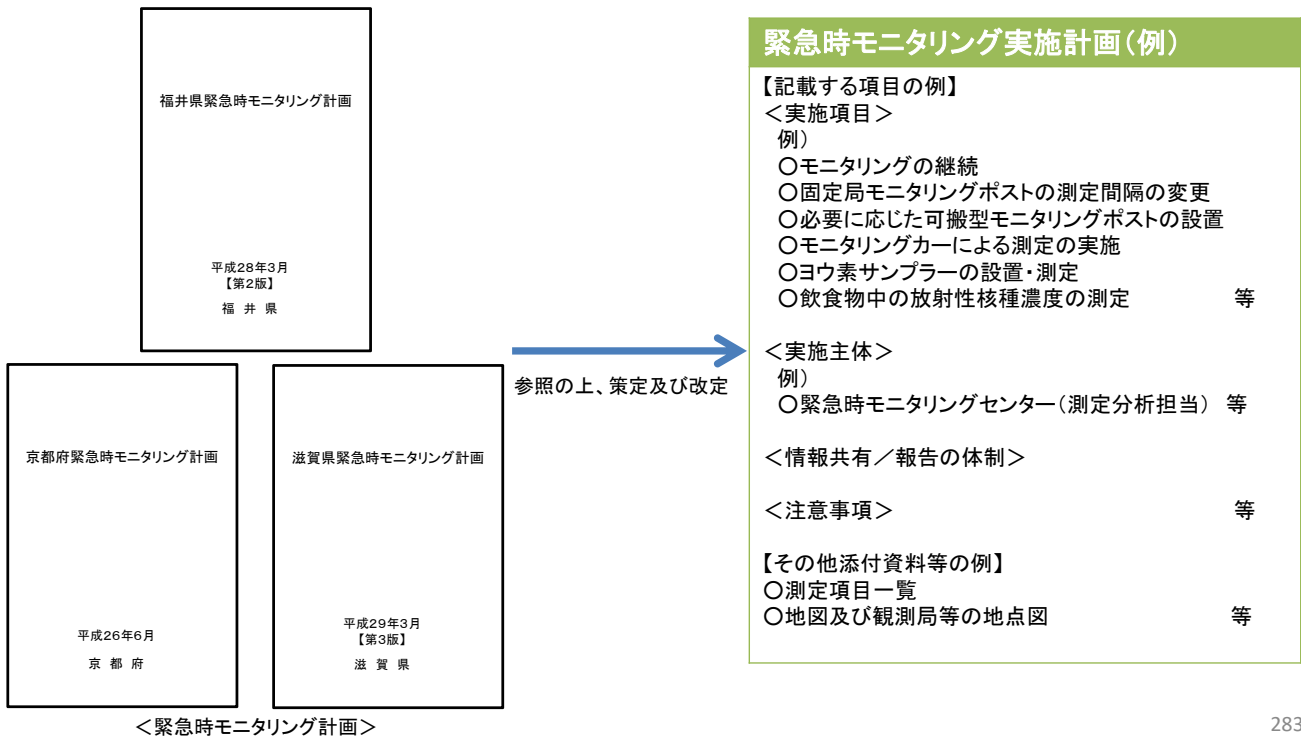 福井県緊急時モニタリング計画
平成28年3月
【第2版】
福 井 県
京都府緊急時モニタリング計画
平成26年6月
京 都 府
滋賀県緊急時モニタリング計画
平成29年3月
【第3版】
滋 賀 県
＜緊急時モニタリング計画＞
参照の上、策定及び改定
緊急時モニタリング実施計画（例）
【記載する項目の例】
＜実施項目＞
例）
○モニタリングの継続
○固定局モニタリングポストの測定間隔の変更
○必要に応じた可搬型モニタリングポストの設置
○モニタリングカーによる測定の実施
○ヨウ素サンプラーの設置・測定
○飲食物中の放射性核種濃度の測定 等
＜実施主体＞
例）
○緊急時モニタリングセンター（測定分析担当） 等
＜情報共有／報告の体制＞
＜注意事項＞ 等
【その他添付資料等の例】
○測定項目一覧
○地図及び観測局等の地点図 等
283